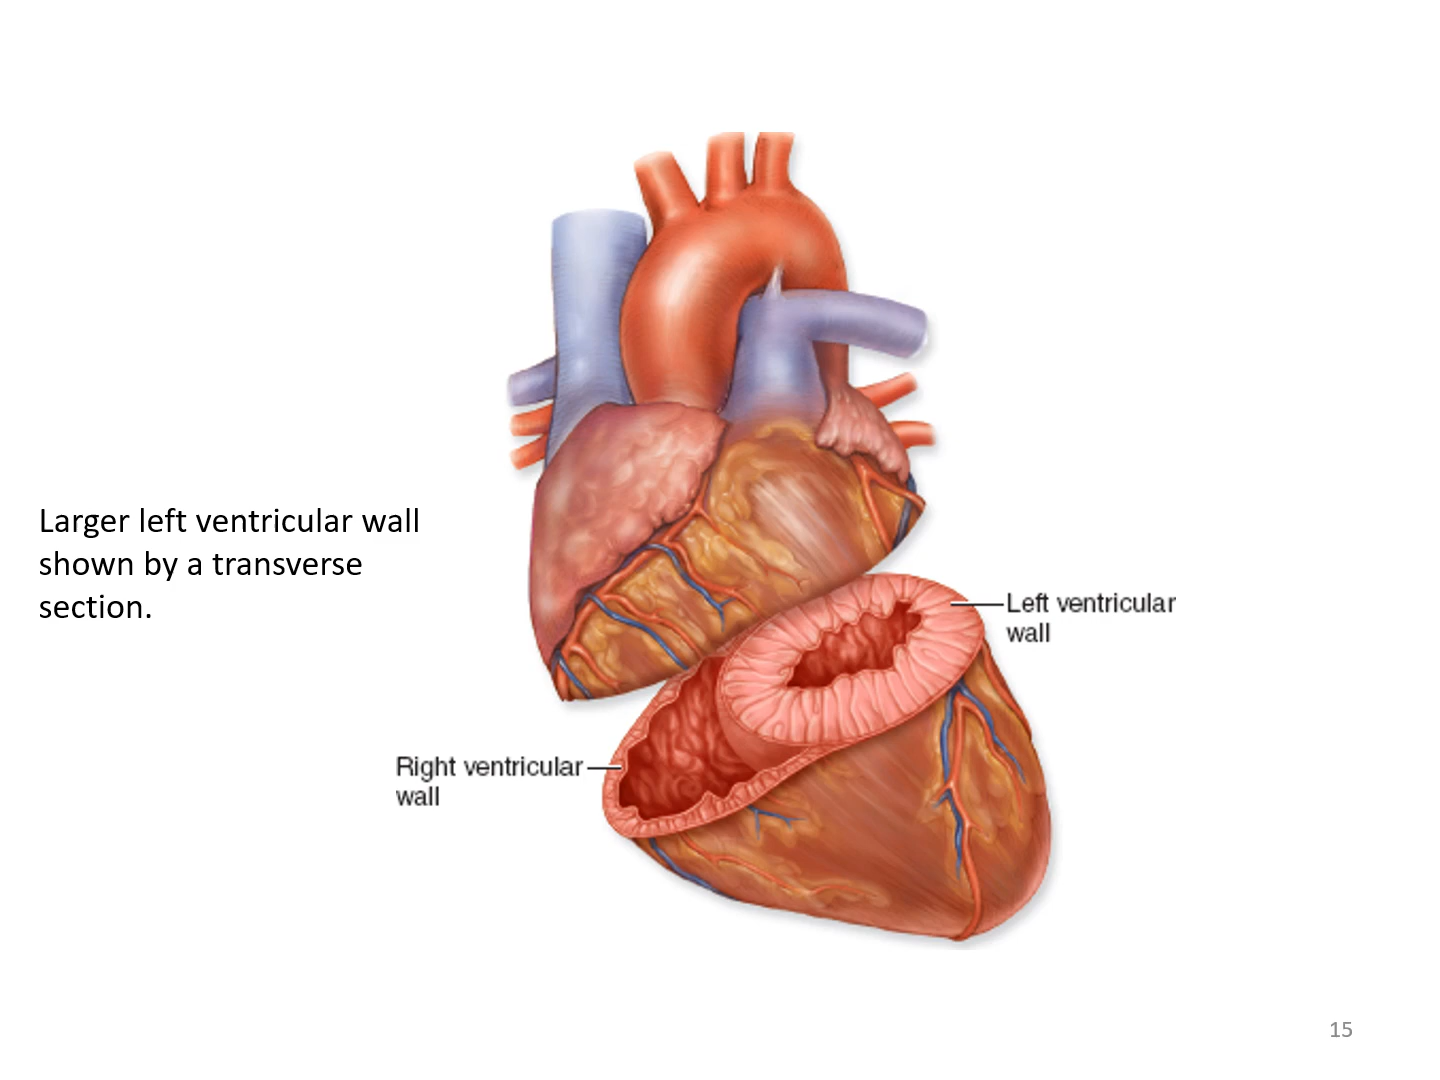 Larger left ventricular wall
shown by a transverse
section.
Left ventricular
wall
Right ventricular
wall
15